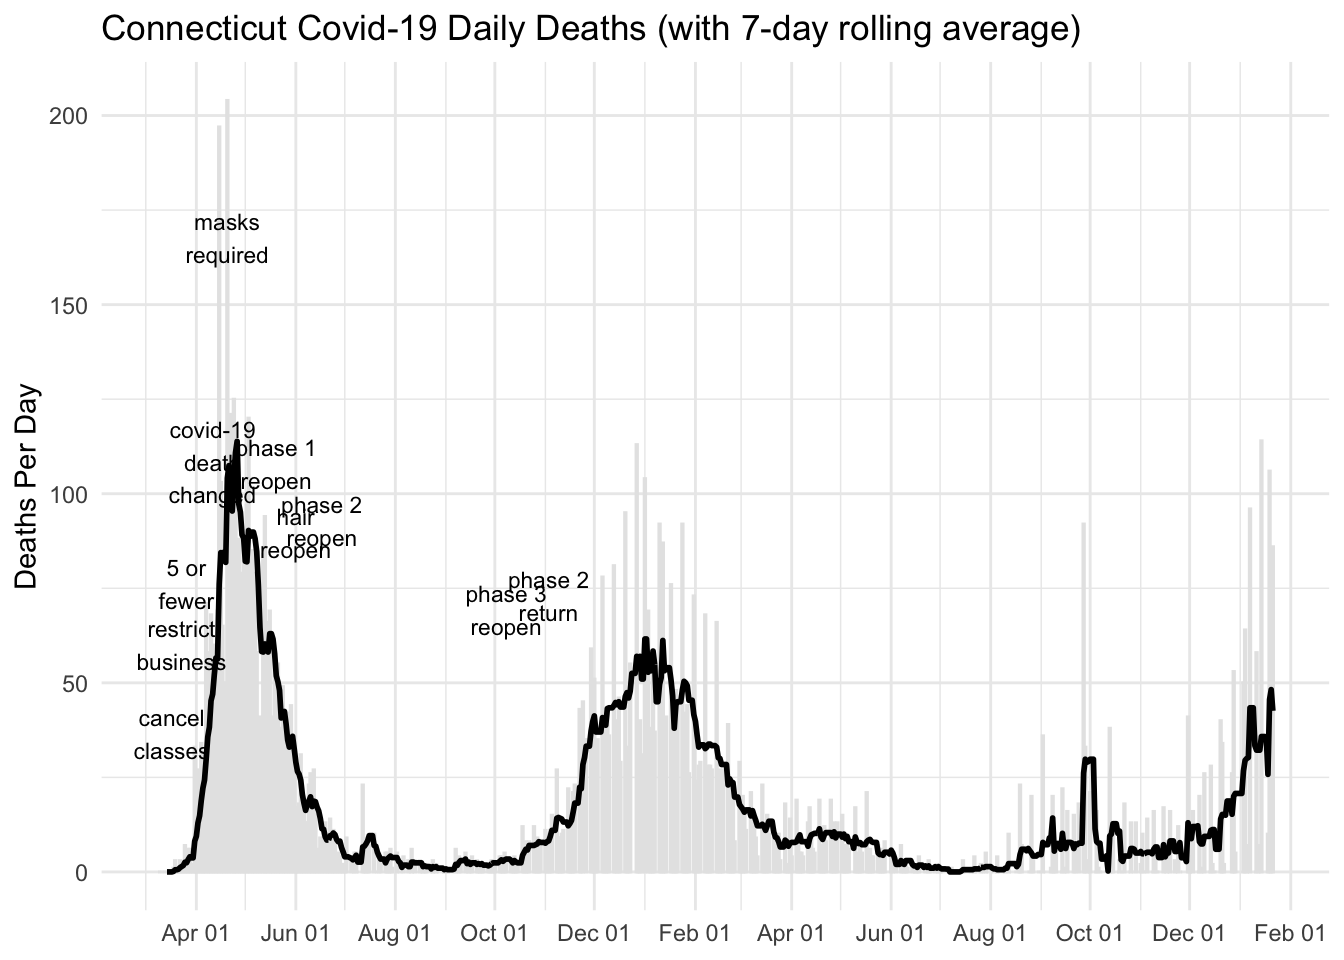 Connecticut Covid-19 Daily Deaths (with 7-day rolling average)
Deaths Per Day
200
150
100
50
0
masks
required
covid-19
death
changed
phase 1
reopen
phase 2
reopen
hair
reopen
5 or
fewer
restrict
business
cancel
classes
phase 3
reopen
phase 2
return
Apr 01 Jun 01 Aug 01 Oct 01 Dec 01 Feb 01 Apr 01 Jun 01 Aug 01 Oct 01 Dec 01 Feb 01